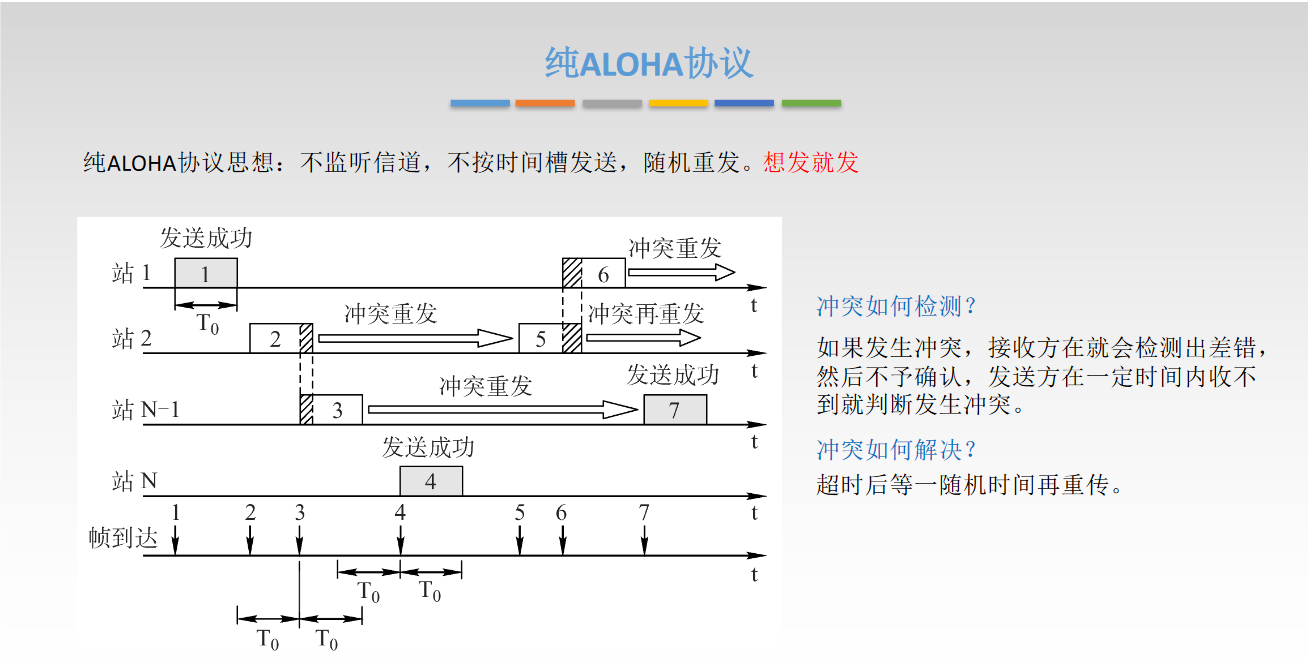 纯ALOHA协议
纯ALOHA协议思想：不监听信道，不按时间槽发送，随机重发。想发就发
发送成功
站 1
1
6
冲突重发
t
T0
站 2
2
冲突重发
5
冲突再重发
t
站 N-1
3
冲突重发
发送成功
7
t
发送成功
站 N
4
t
1 2 3 4 5 6 7
帧到达
t
T0 T0
T0 T0
冲突如何检测？
如果发生冲突，接收方在就会检测出差错，
然后不予确认，发送方在一定时间内收不
到就判断发生冲突。
冲突如何解决？
超时后等一随机时间再重传。